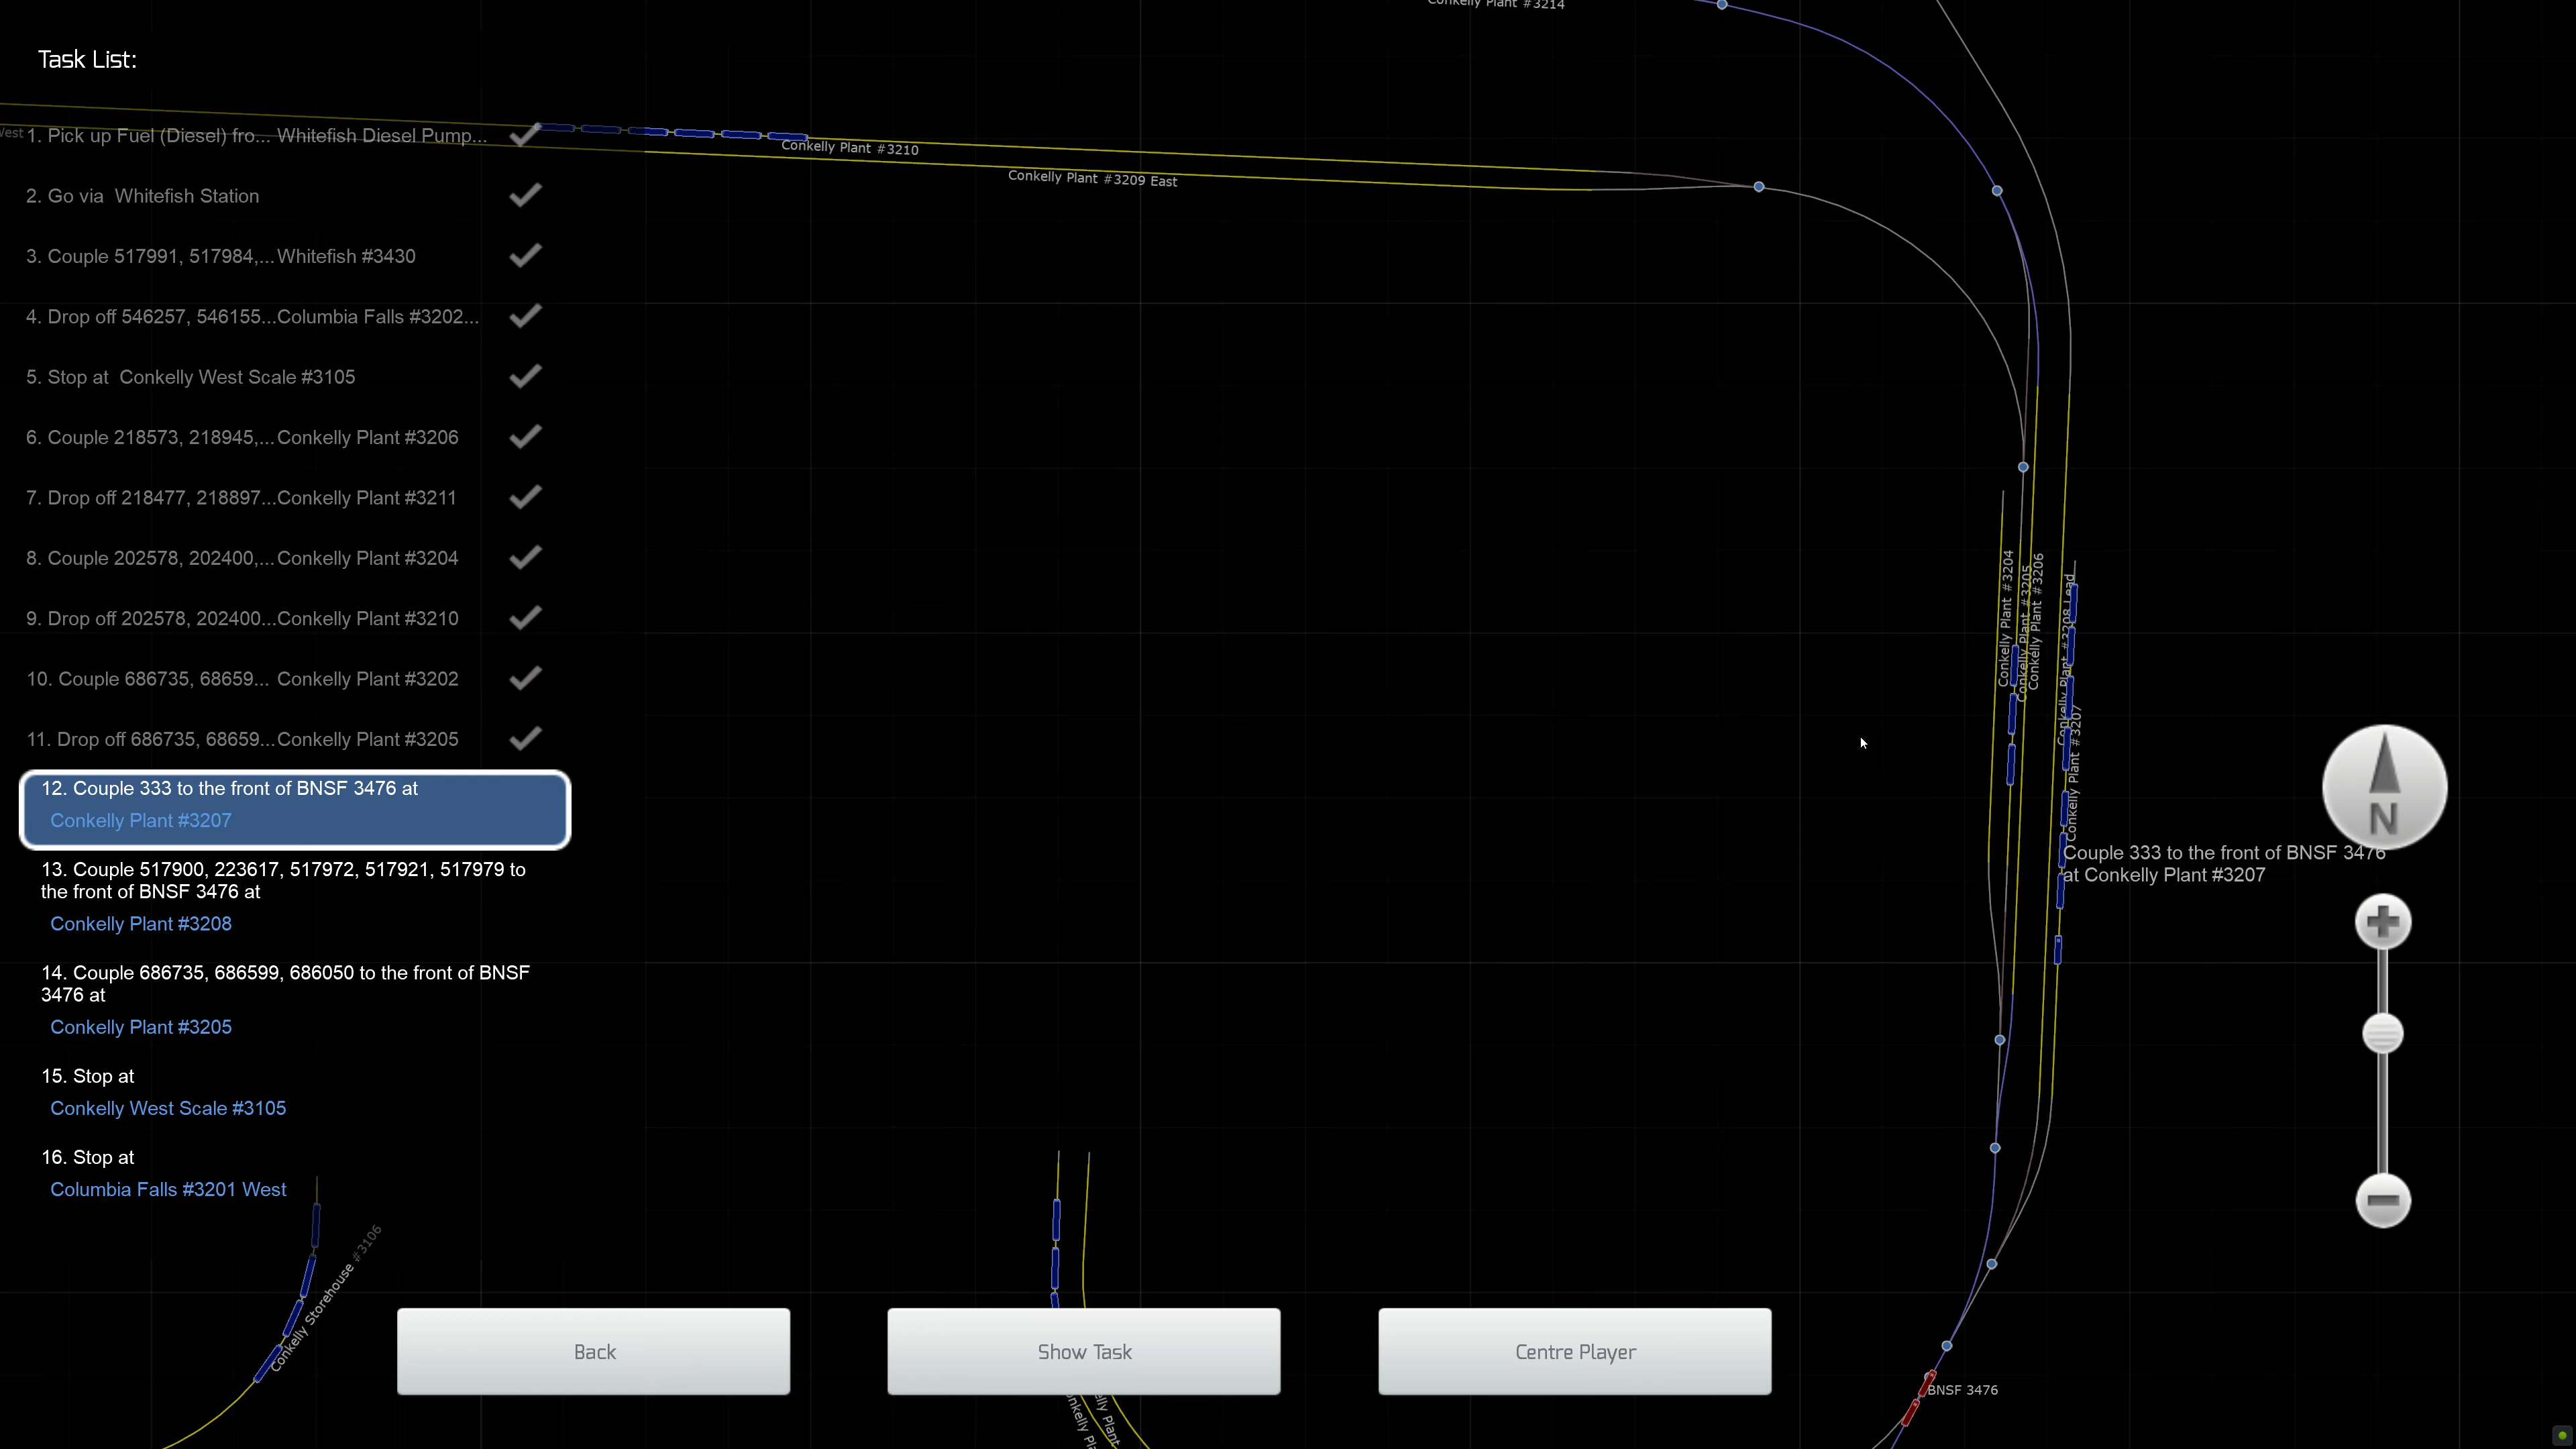 Conkelly Plant #3214
Task List:
West
1. Pick up Fuel (Diesel) fro... Whitefish Diesel Pump...
Conkelly Plant #3210
Conkelly Plant #3209 East
2. Go via Whitefish Station
3. Couple 517991, 517984,... Whitefish #3430
4. Drop off 546257, 546155...Columbia Falls #3202...
5. Stop at Conkelly West Scale #3105
6. Couple 218573, 218945,... Conkelly Plant #3206
7. Drop off 218477, 218897...Conkelly Plant #3211
8. Couple 202578, 202400,... Conkelly Plant #3204
9. Drop off 202578, 202400...Conkelly Plant #3210
10. Couple 686735, 68659... Conkelly Plant #3202
11. Drop off 686735, 68659...Conkelly Plant #3205
Conkelly Plant #3204
Conkelly Plant #3205
Conkelly Plant #3206
Conkelly Plant #3208 Lead
Conkelly Plant #3207
12. Couple 333 to the front of BNSF 3476 at
Conkelly Plant #3207
N
Couple 333 to the front of BNSF 3476
at Conkelly Plant #3207
13. Couple 517900, 223617, 517972, 517921, 517979 to
the front of BNSF 3476 at
Conkelly Plant #3208
14. Couple 686735, 686599, 686050 to the front of BNSF
3476 at
Conkelly Plant #3205
15. Stop at
Conkelly West Scale #3105
16. Stop at
Columbia Falls #3201 West
Conkelly Storehouse #3106
Back
Show Task
Centre Player
BNSF 3476
Plant